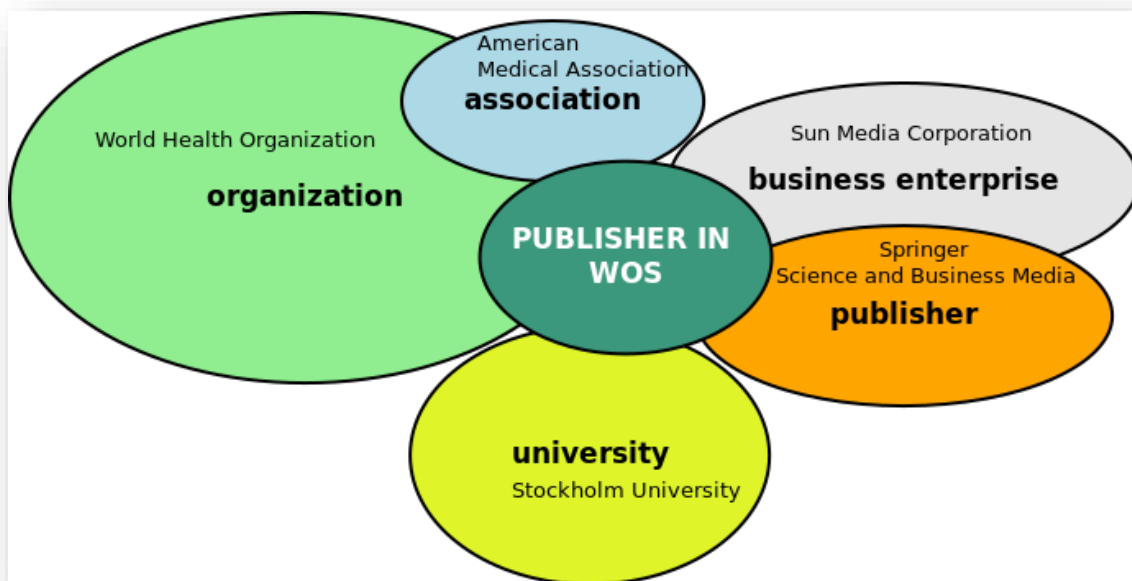 American
Medical Association
association
World Health Organization
organization
Sun Media Corporation
business enterprise
PUBLISHER IN
WOS
Springer
Science and Business Media
publisher
university
Stockholm University